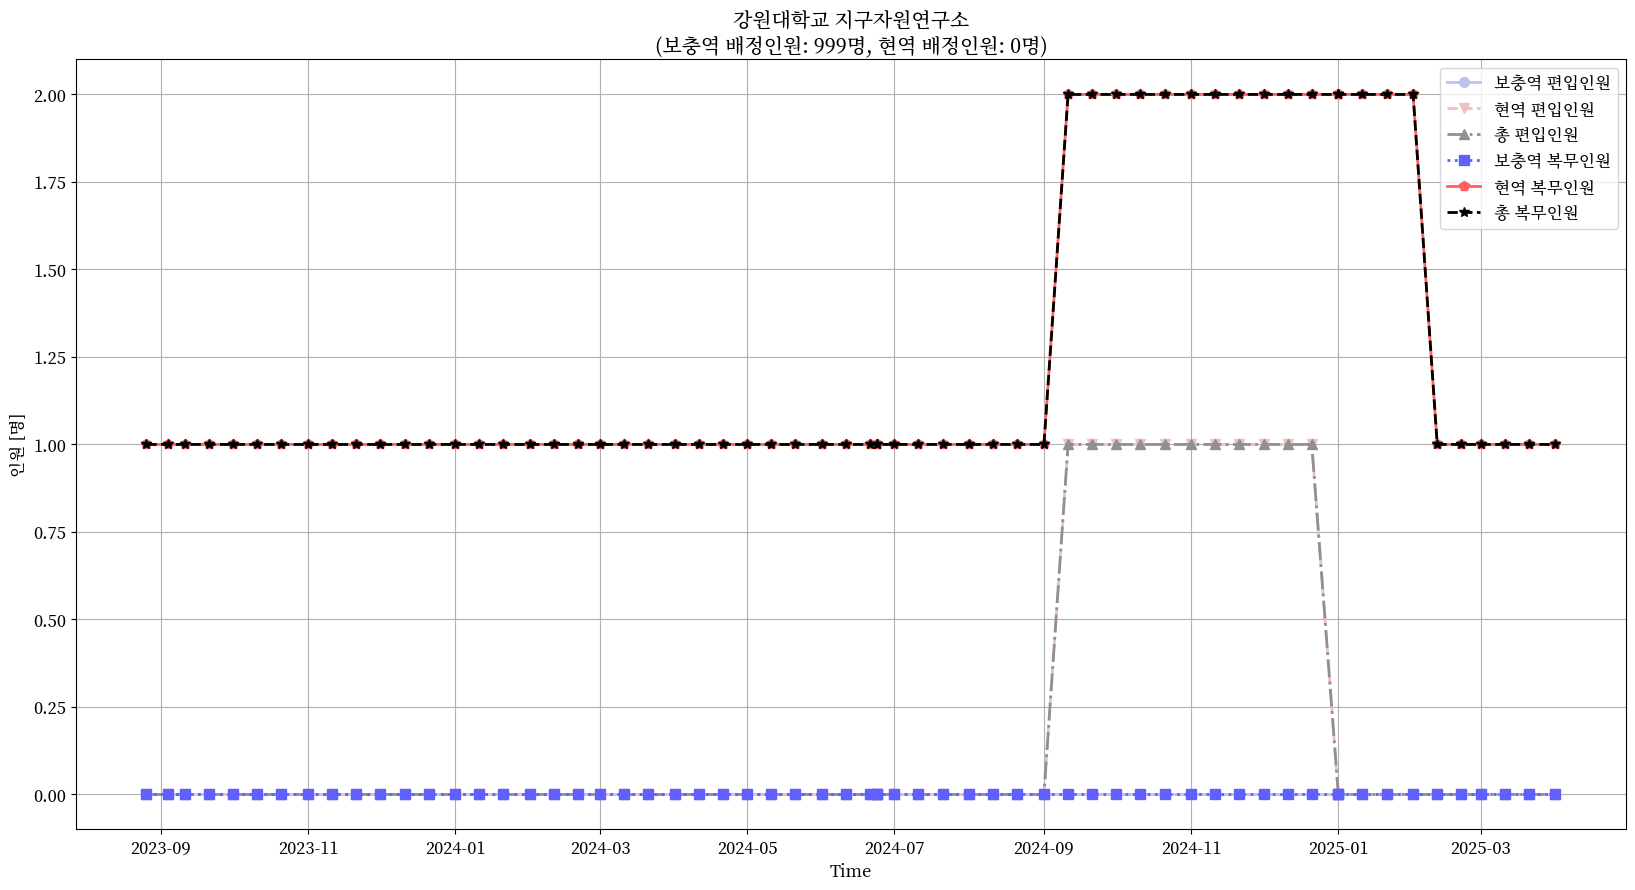 강원대학교 지구자원연구소
(보충역 배정인원: 999명, 현역 배정인원: 0명)
보충역 편입인원
현역 편입인원
총 편입인원
보충역 복무인원
현역 복무인원
총 복무인원
인원 [명]
2.00
1.75
1.50
1.25
1.00
0.75
0.50
0.25
0.00
2023-09 2023-11 2024-01 2024-03 2024-05 2024-07 2024-09 2024-11 2025-01 2025-03
Time